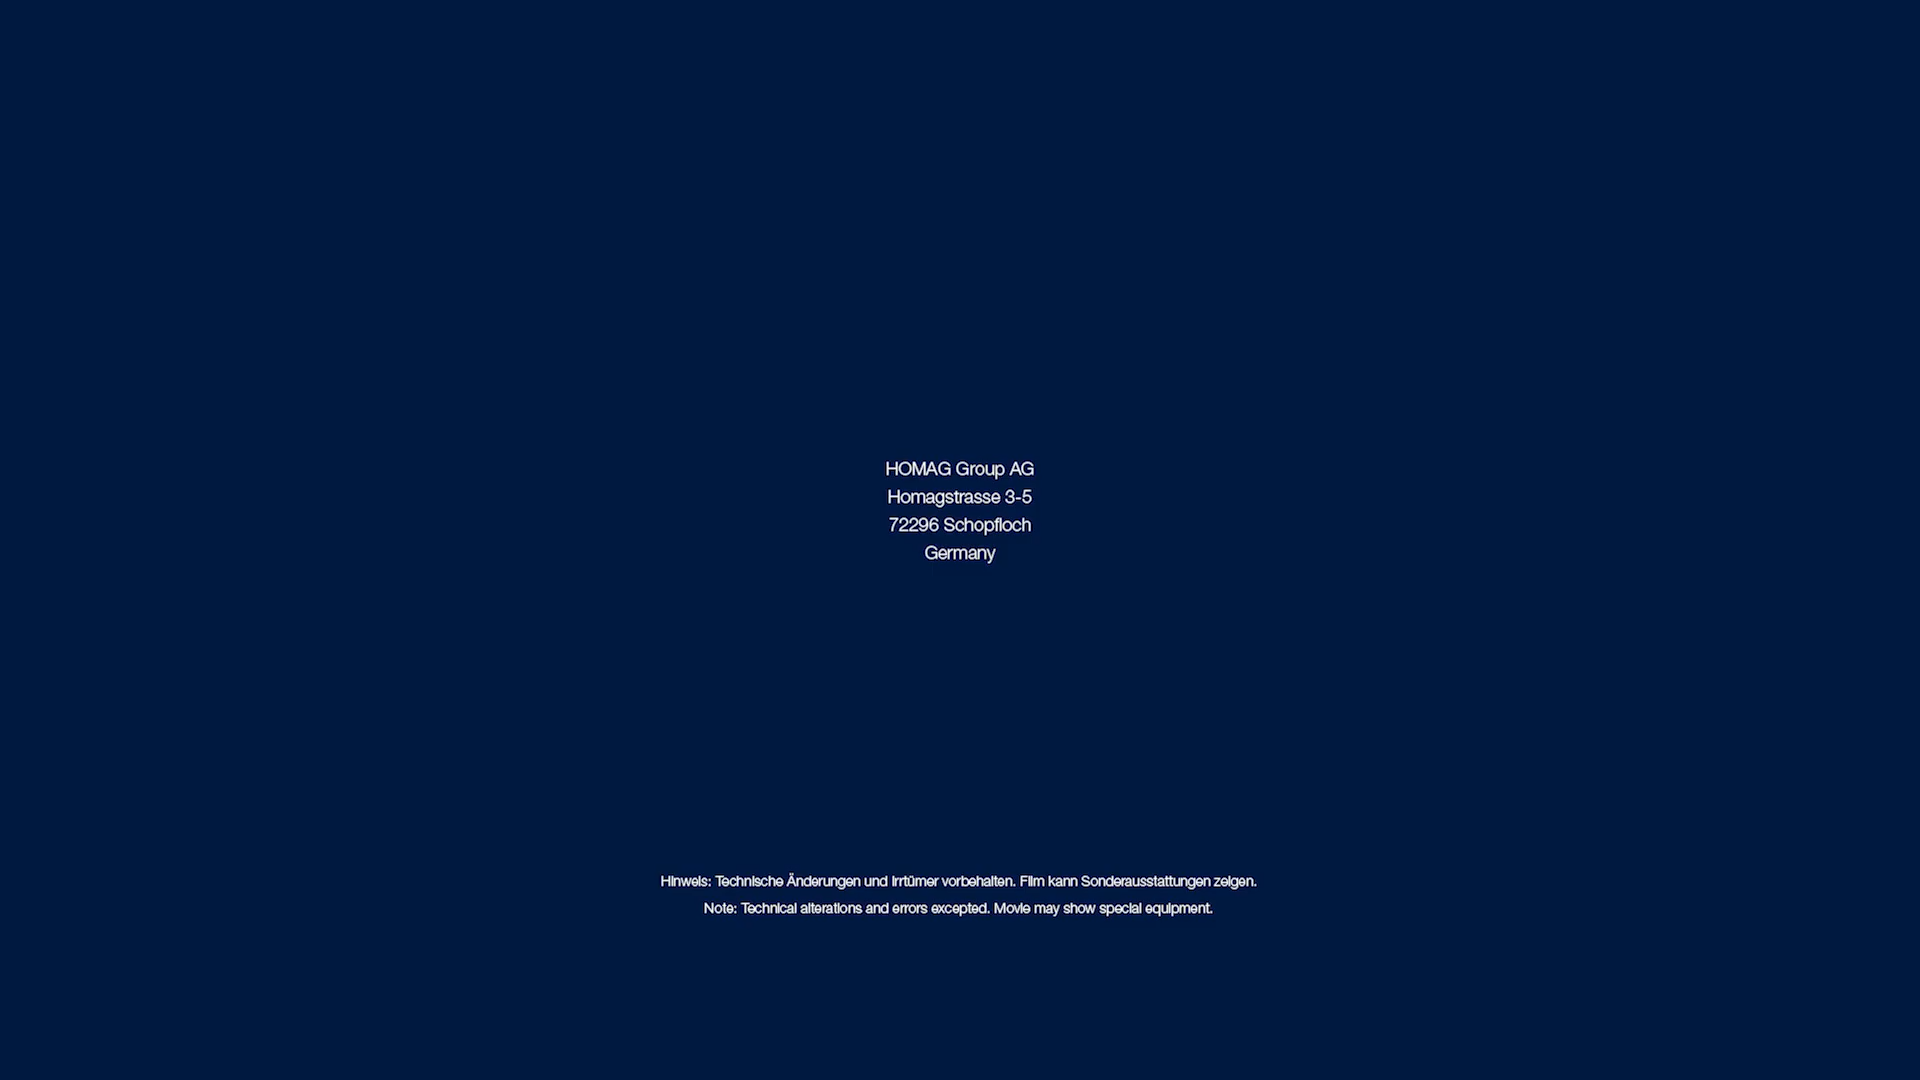 HOMAG Group AG
Homagstrasse 3-5
72296 Schopfloch
Germany
Hinweis: Technische Änderungen und Irrtümer vorbehalten. Film kann Sonderausstattungen zeigen.
Note: Technical alterations and errors excepted. Movie may show special equipment.